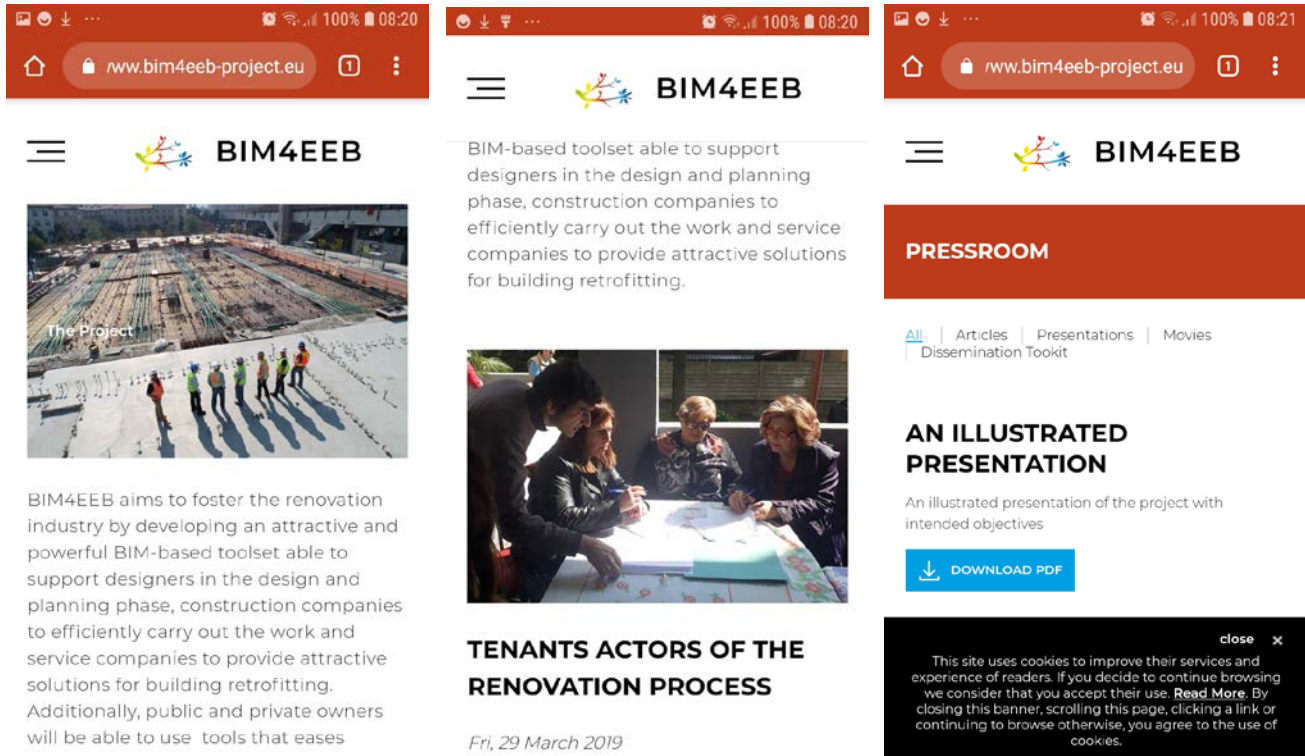 100% 08:20
www.bim4eeb-project.eu
1
BIM4EEB
The Project
BIM4EEB aims to foster the renovation
industry by developing an attractive and
powerful BIM-based toolset able to
support designers in the design and
planning phase, construction companies
to efficiently carry out the work and
service companies to provide attractive
solutions for building retrofitting.
Additionally, public and private owners
will be able to use tools that eases
100% 08:20
BIM4EEB
BIM-based toolset able to support
designers in the design and planning
phase, construction companies to
efficiently carry out the work and service
companies to provide attractive solutions
for building retrofitting.
TENANTS ACTORS OF THE
RENOVATION PROCESS
Fri, 29 March 2019
100% 08:21
www.bim4eeb-project.eu
1
BIM4EEB
PRESSROOM
All | Articles | Presentations | Movies
| Dissemination Tookit
AN ILLUSTRATED
PRESENTATION
An illustrated presentation of the project with
intended objectives
DOWNLOAD PDF
close x
This site uses cookies to improve their services and
experience of readers. If you decide to continue browsing
we consider that you accept their use. Read More. By
closing this banner, scrolling this page, clicking a link or
continuing to browse otherwise, you agree to the use of
cookies.